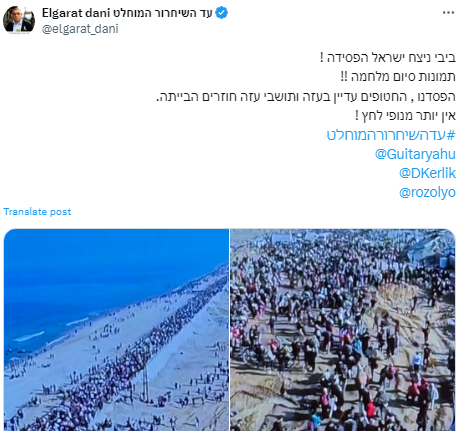 Elgarat dani עד השיחרור המוחלט
@elgarat_dani
ביבי ניצח ישראל הפסידה !
תמונות סיום מלחמה !!
הפסדנו , החטופים עדיין בעזה ותושבי עזה חוזרים הבייתה.
אין יותר מנופי לחץ !
#עדהשיחרורהמוחלט
@Guitaryahu
@DKerlik
@rozolyo
Translate post